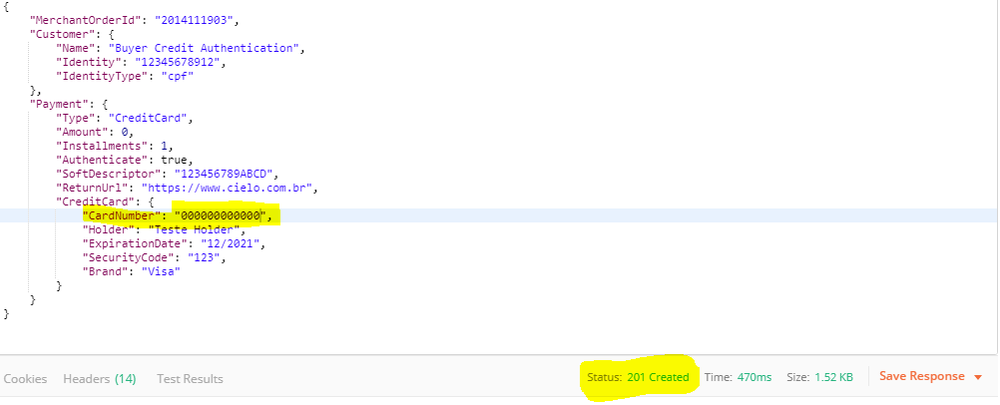 {
    "MerchantOrderId": "2014111903",
    "Customer": {
        "Name": "Buyer Credit Authentication",
        "Identity": "12345678912",
        "IdentityType": "cpf"
    },
    "Payment": {
        "Type": "CreditCard",
        "Amount": 0,
        "Installments": 1,
        "Authenticate": true,
        "SoftDescriptor": "123456789ABCD",
        "ReturnUrl": "https://www.cielo.com.br",
        "CreditCard": {
            "CardNumber": "000000000000",
            "Holder": "Teste Holder",
            "ExpirationDate": "12/2021",
            "SecurityCode": "123",
            "Brand": "Visa"
        }
    }
}
Cookies Headers (14) Test Results Status: 201 Created Time: 470ms Size: 1.52 KB Save Response